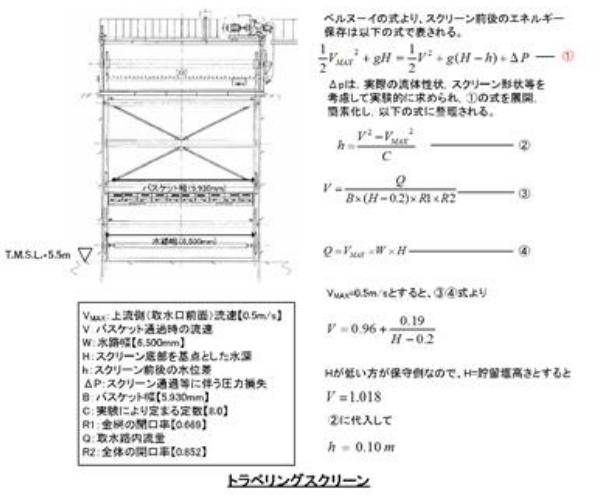 ベルヌーイの式より、スクリーン前後のエネルギー
保存は以下の式で表される。
1/2 V_MAX² + gH = 1/2 V² + g(H − h) + ΔP ― ①
Δpは、実際の流体性状、スクリーン形状等を
考慮して実験的に求められ、①の式を展開、
簡素化し、以下の式に整理される。
h = (V² − V_MAX²) / C ― ②
V = Q / (B×(H−0.2)×R1×R2) ― ③
Q = V_MAX × W × H ― ④
V_MAX=0.5m/sとすると、③④式より
V = 0.96 + 0.19 / (H − 0.2)
Hが低い方が保守側なので、H=貯留堰高さとすると
V = 1.018
②に代入して
h = 0.10 m
バスケット幅(5,930mm)
水路幅(6,500mm)
T.M.S.L.+5.5m
V_MAX：上流側（取水口前面）流速【0.5m/s】
V：バスケット通過時の流速
W：水路幅【6,500mm】
H：スクリーン底部を基点とした水深
h：スクリーン前後の水位差
ΔP：スクリーン通過等に伴う圧力損失
B：バスケット幅【5,930mm】
C：実験により定まる定数【8.0】
R1：金網の開口率【0.669】
Q：取水路内流量
R2：全体の開口率【0.852】
トラベリングスクリーン